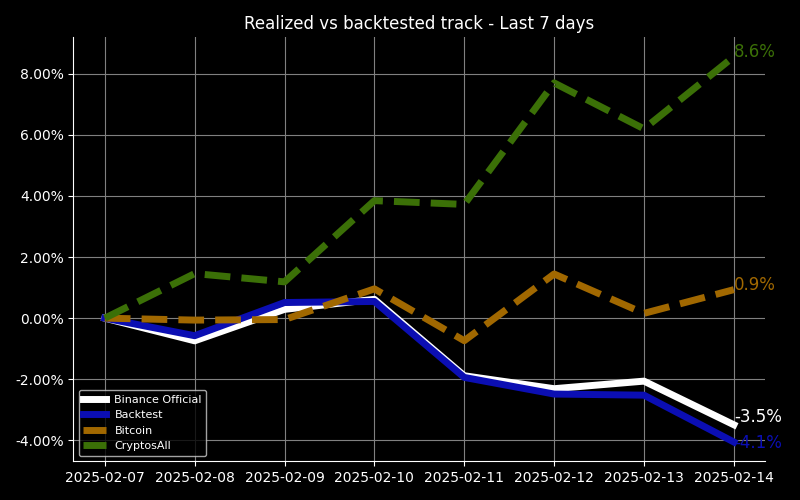 Realized vs backtested track - Last 7 days
8.6%
8.00%
6.00%
4.00%
2.00%
0.9%
0.00%
-2.00%
-3.5%
-4.1%
-4.00%
Binance Official
Backtest
Bitcoin
CryptosAll
2025-02-07 2025-02-08 2025-02-09 2025-02-10 2025-02-11 2025-02-12 2025-02-13 2025-02-14